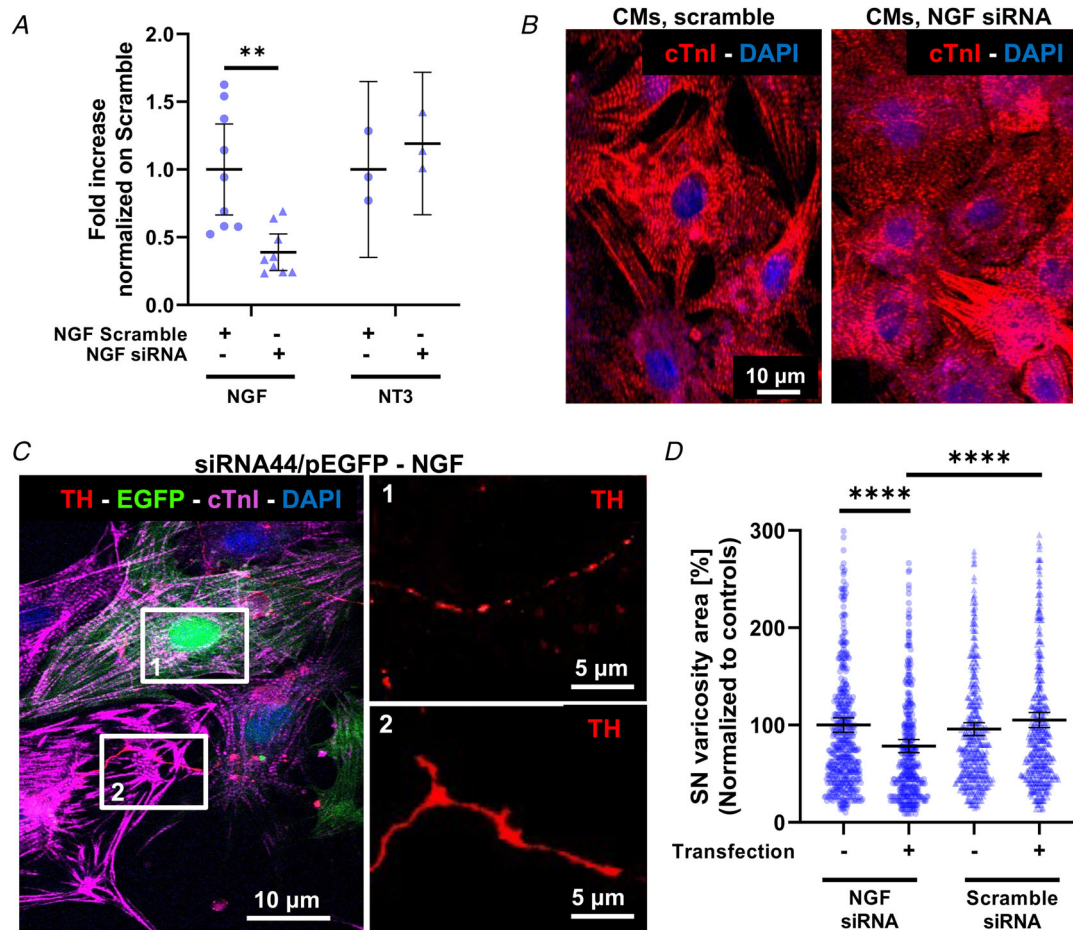 A
Fold increase
normalized on Scramble
2.0
1.5
1.0
0.5
0.0
**
NGF Scramble + - + -
NGF siRNA - + - +
NGF NT3
B
CMs, scramble CMs, NGF siRNA
cTnI - DAPI cTnI - DAPI
10 μm
C
siRNA44/pEGFP - NGF
TH - EGFP - cTnI - DAPI
1
2
10 μm
1 TH
5 μm
2 TH
5 μm
D
SN varicosity area [%]
(Normalized to controls)
300
200
100
0
****
****
Transfection - + - +
NGF Scramble
siRNA siRNA